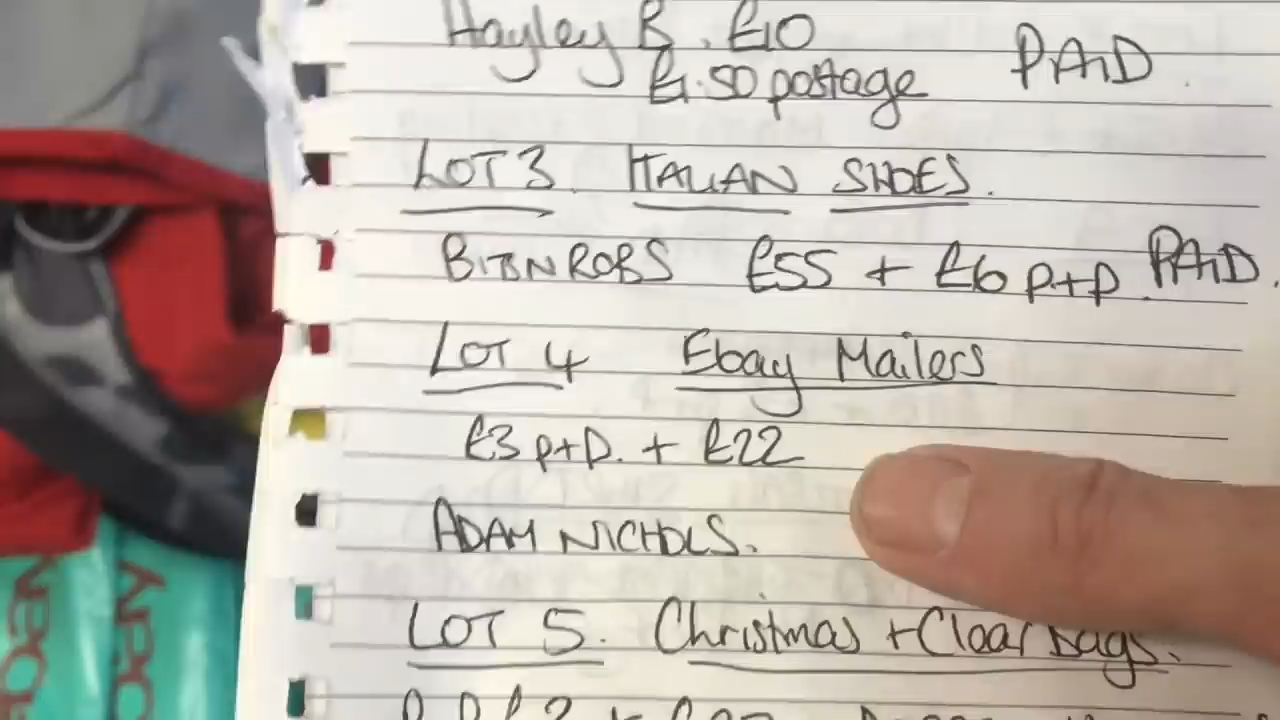 Hayley B. £10
£1.50 postage PAID
LOT 3 ITALIAN SHOES.
BITBNROBS £55 + £6 p+p PAID.
LOT 4 Ebay Mailers
£3 p+p. + £22
ADAM NICHOLS.
LOT 5. Christmas + Clear bags.